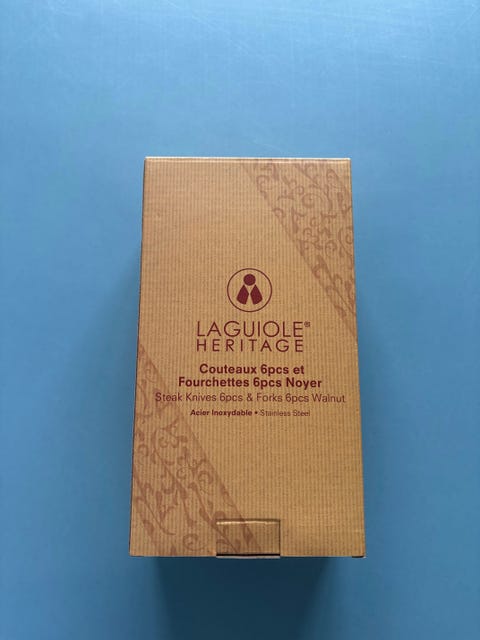 LAGUIOLE®
HERITAGE
Couteaux 6pcs et
Fourchettes 6pcs Noyer
Steak Knives 6pcs & Forks 6pcs Walnut
Acier Inoxydable • Stainless Steel